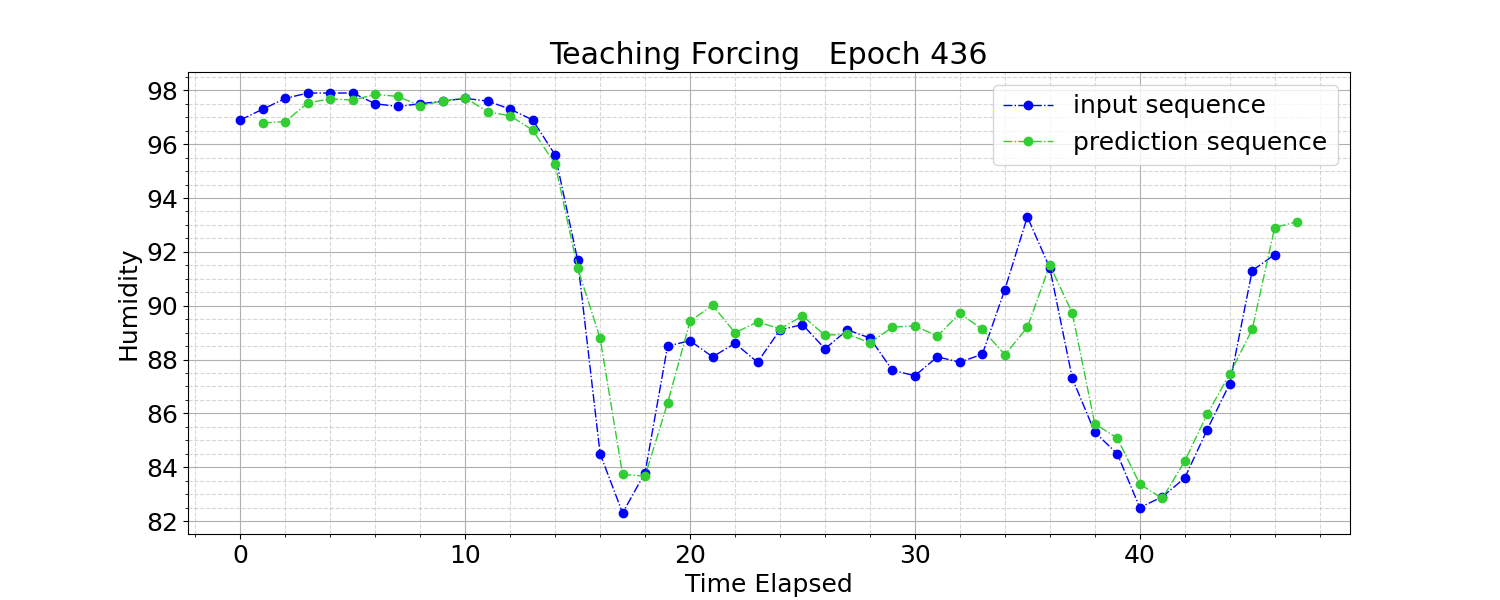 Teaching Forcing   Epoch 436
98
96
94
92
90
88
86
84
82
Humidity
input sequence
prediction sequence
0 10 20 30 40
Time Elapsed